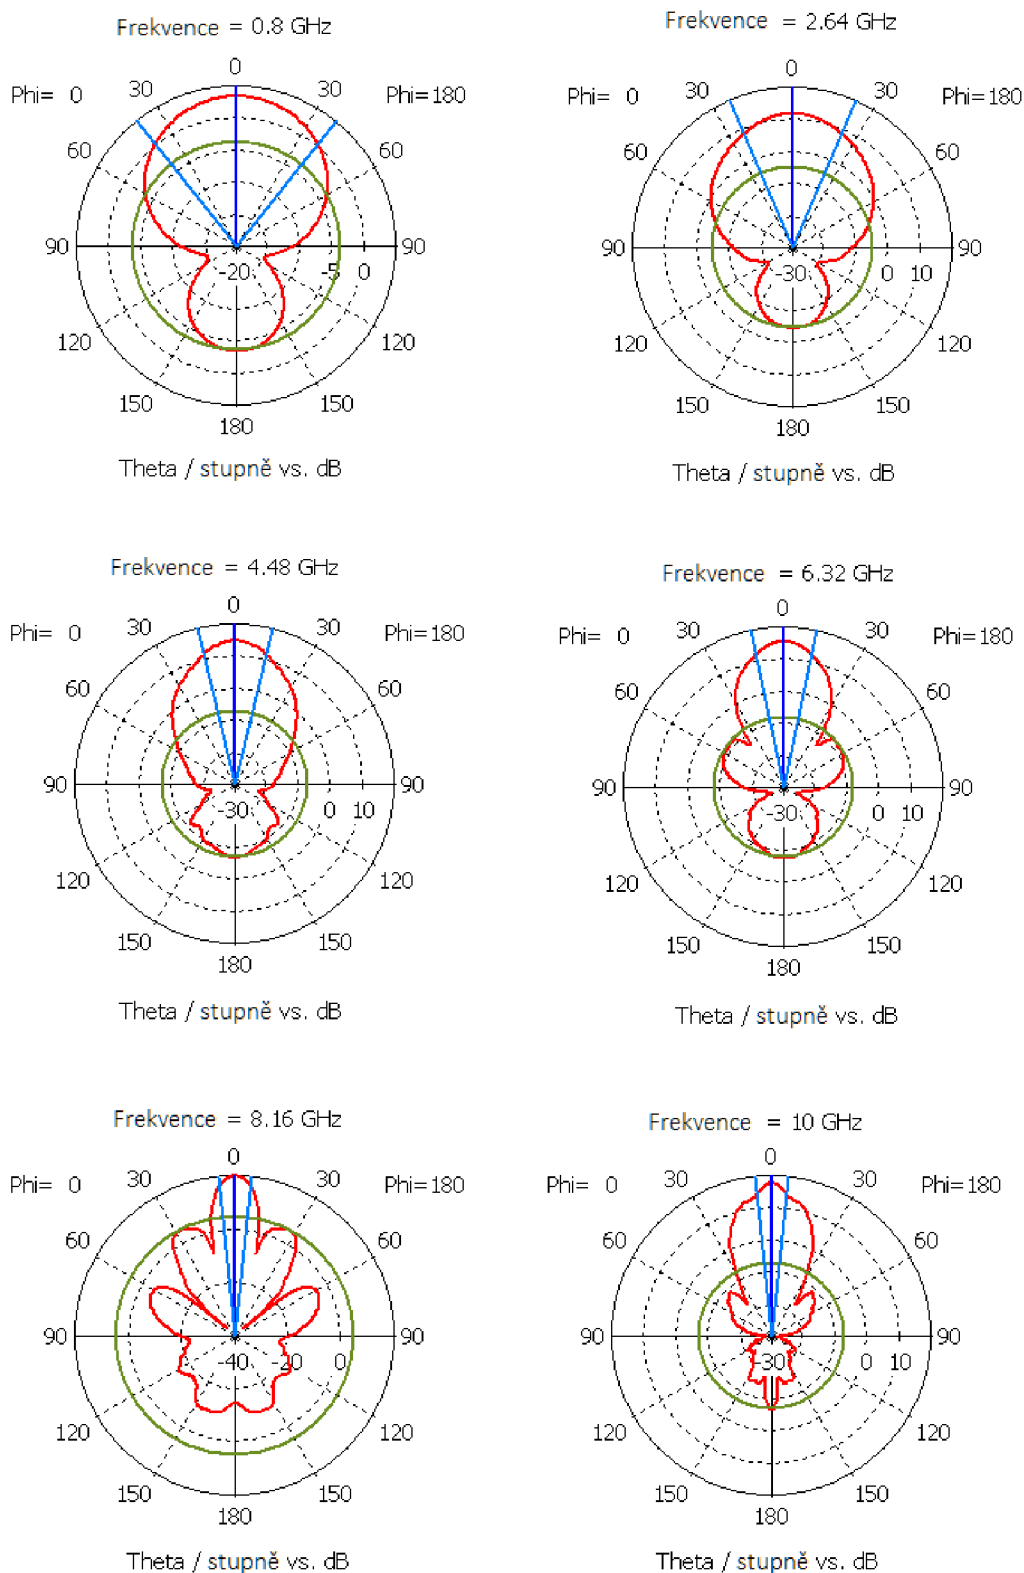 Frekvence = 0.8 GHz
0
Phi= 0 30 30 Phi=180
60 60
90 90
-20 -5 0
120 120
150 150
180
Theta / stupně vs. dB
Frekvence = 2.64 GHz
0
Phi= 0 30 30 Phi=180
60 60
90 90
-30 0 10
120 120
150 150
180
Theta / stupně vs. dB
Frekvence = 4.48 GHz
0
Phi= 0 30 30 Phi=180
60 60
90 90
-30 0 10
120 120
150 150
180
Theta / stupně vs. dB
Frekvence = 6.32 GHz
0
Phi= 0 30 30 Phi=180
60 60
90 90
-30 0 10
120 120
150 150
180
Theta / stupně vs. dB
Frekvence = 8.16 GHz
0
Phi= 0 30 30 Phi=180
60 60
90 90
-40 -20 0
120 120
150 150
180
Theta / stupně vs. dB
Frekvence = 10 GHz
0
Phi= 0 30 30 Phi=180
60 60
90 90
-30 0 10
120 120
150 150
180
Theta / stupně vs. dB